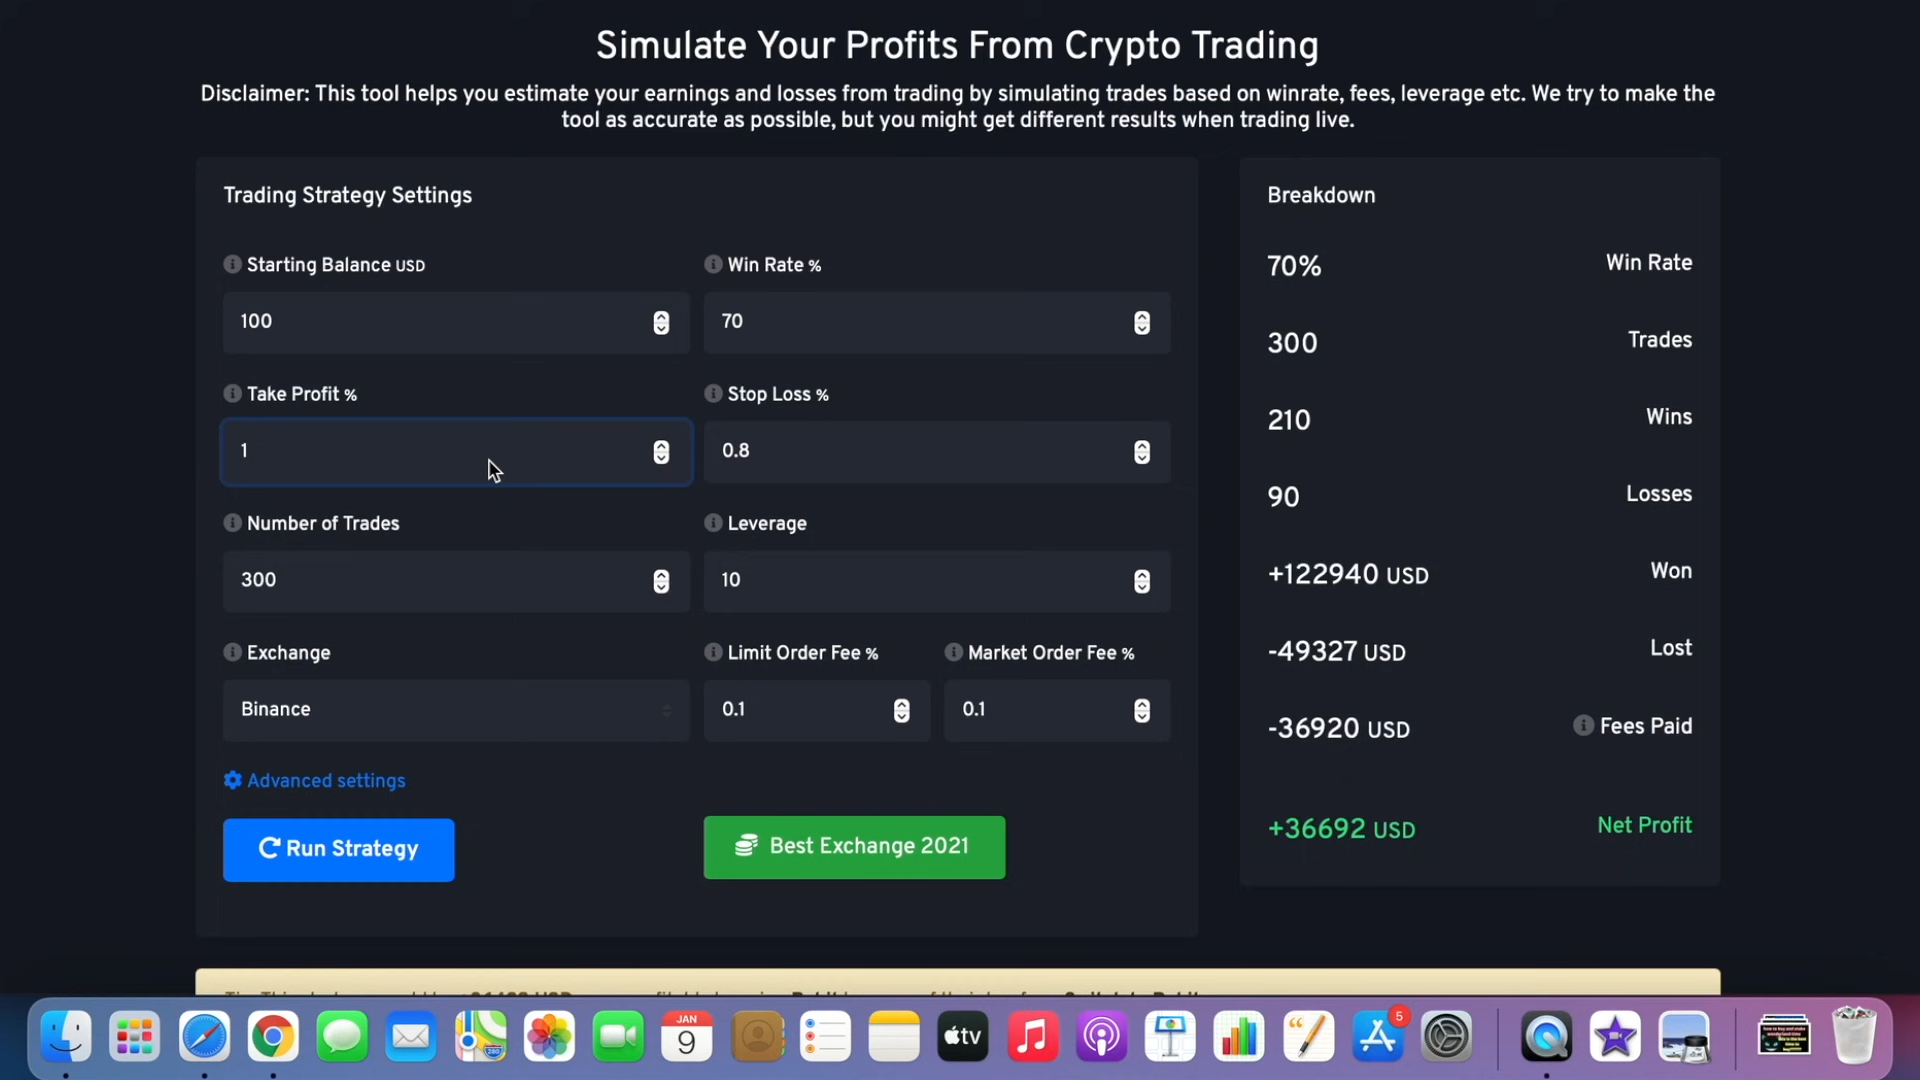 Simulate Your Profits From Crypto Trading
Disclaimer: This tool helps you estimate your earnings and losses from trading by simulating trades based on winrate, fees, leverage etc. We try to make the
tool as accurate as possible, but you might get different results when trading live.
Trading Strategy Settings
Starting Balance USD
Win Rate %
100
70
Take Profit %
Stop Loss %
1
0.8
Number of Trades
Leverage
300
10
Exchange
Limit Order Fee %
Market Order Fee %
Binance
0.1
0.1
Advanced settings
Run Strategy
Best Exchange 2021
Breakdown
70% Win Rate
300 Trades
210 Wins
90 Losses
+122940 USD Won
-49327 USD Lost
-36920 USD Fees Paid
+36692 USD Net Profit
JAN
9
280
tv
5